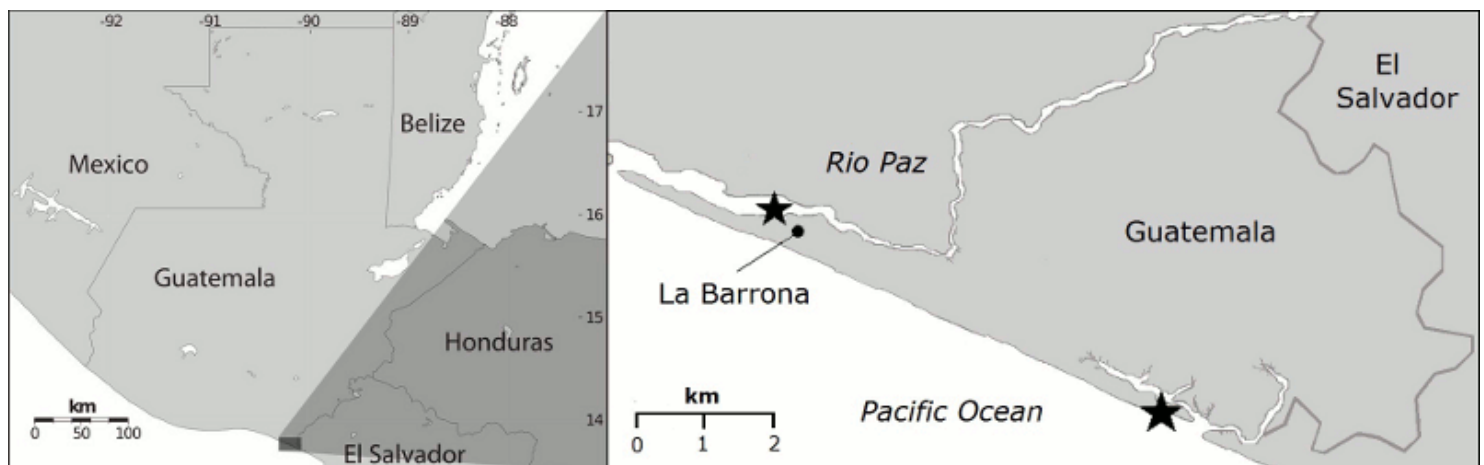 -92 -91 -90 -89 -88
17
Belize
Mexico
16
Guatemala
15
Honduras
km
0 50 100
14
El Salvador
El
Salvador
Rio Paz
Guatemala
La Barrona
km
0 1 2
Pacific Ocean